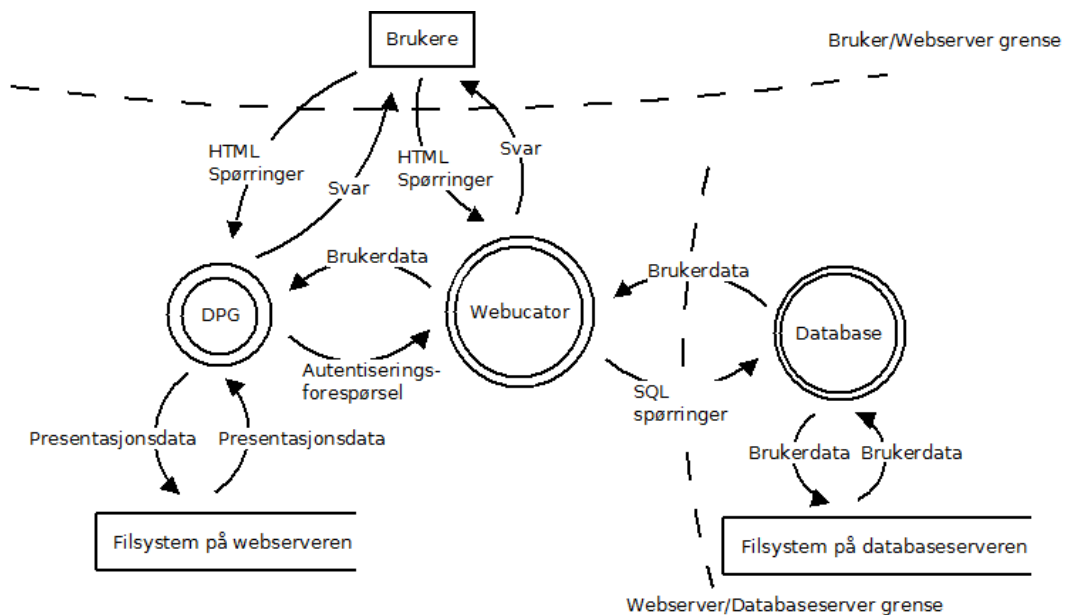 Brukere
Bruker/Webserver grense
HTML
Spørringer
Svar
HTML
Spørringer
Svar
Brukerdata
Brukerdata
DPG
Webucator
Database
Autentiserings-
forespørsel
SQL
spørringer
Presentasjonsdata
Presentasjonsdata
Brukerdata
Brukerdata
Filsystem på webserveren
Filsystem på databaseserveren
Webserver/Databaseserver grense